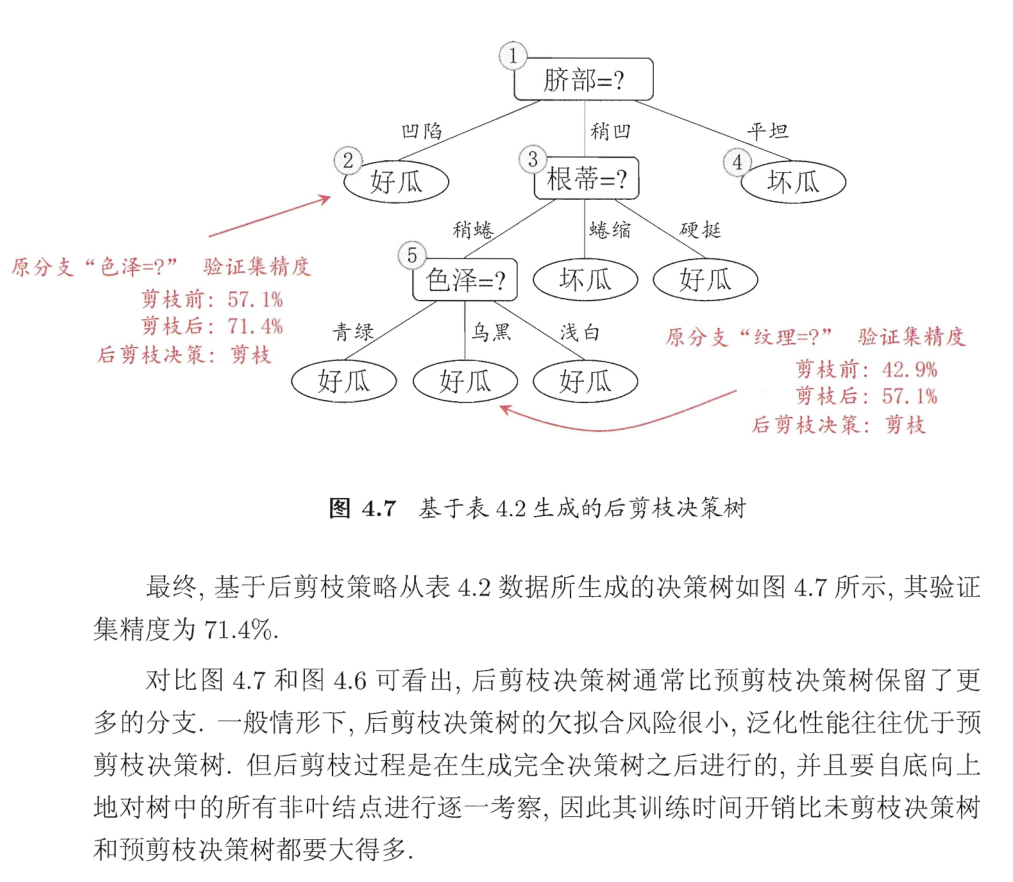 ①
脐部=?
凹陷 稍凹 平坦
② ③ ④
好瓜 根蒂=? 坏瓜
稍蜷 蜷缩 硬挺
⑤
色泽=? 坏瓜 好瓜
原分支“色泽=?” 验证集精度
剪枝前: 57.1%
剪枝后: 71.4%
后剪枝决策: 剪枝
青绿 乌黑 浅白
好瓜 好瓜 好瓜
原分支“纹理=?” 验证集精度
剪枝前: 42.9%
剪枝后: 57.1%
后剪枝决策: 剪枝
图 4.7 基于表 4.2 生成的后剪枝决策树
最终, 基于后剪枝策略从表 4.2 数据所生成的决策树如图 4.7 所示, 其验证
集精度为 71.4%.
对比图 4.7 和图 4.6 可看出, 后剪枝决策树通常比预剪枝决策树保留了更
多的分支. 一般情形下, 后剪枝决策树的欠拟合风险很小, 泛化性能往往优于预
剪枝决策树. 但后剪枝过程是在生成完全决策树之后进行的, 并且要自底向上
地对树中的所有非叶结点进行逐一考察, 因此其训练时间开销比未剪枝决策树
和预剪枝决策树都要大得多.